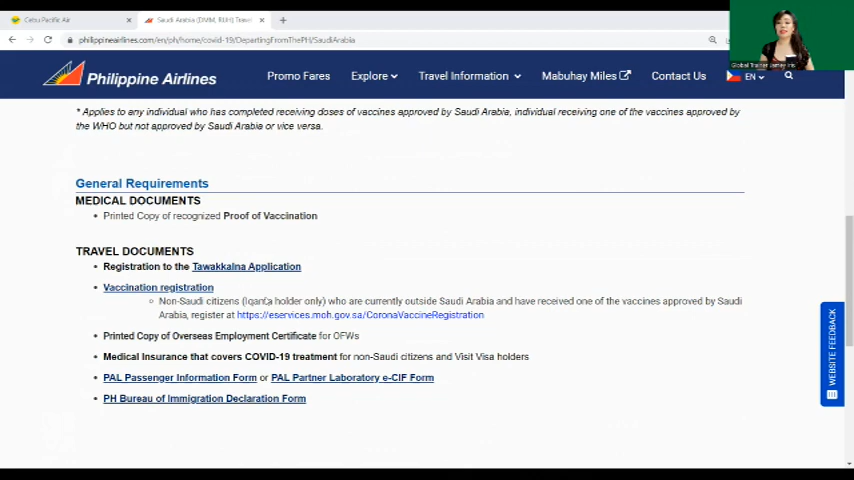 Cebu Pacific Air
Saudi Arabia (DMM, RUH) Trave
philippineairlines.com/en/ph/home/covid-19/DepartingFromThePH/SaudiArabia
Philippine Airlines
Promo Fares
Explore
Travel Information
Mabuhay Miles
Contact Us
EN
* Applies to any individual who has completed receiving doses of vaccines approved by Saudi Arabia, individual receiving one of the vaccines approved by
the WHO but not approved by Saudi Arabia or vice versa.
General Requirements
MEDICAL DOCUMENTS
• Printed Copy of recognized Proof of Vaccination
TRAVEL DOCUMENTS
• Registration to the Tawakkalna Application
• Vaccination registration
Non-Saudi citizens (Iqama holder only) who are currently outside Saudi Arabia and have received one of the vaccines approved by Saudi
Arabia, register at https://eservices.moh.gov.sa/CoronaVaccineRegistration
• Printed Copy of Overseas Employment Certificate for OFWs
• Medical Insurance that covers COVID-19 treatment for non-Saudi citizens and Visit Visa holders
• PAL Passenger Information Form or PAL Partner Laboratory e-CIF Form
• PH Bureau of Immigration Declaration Form
WEBSITE FEEDBACK